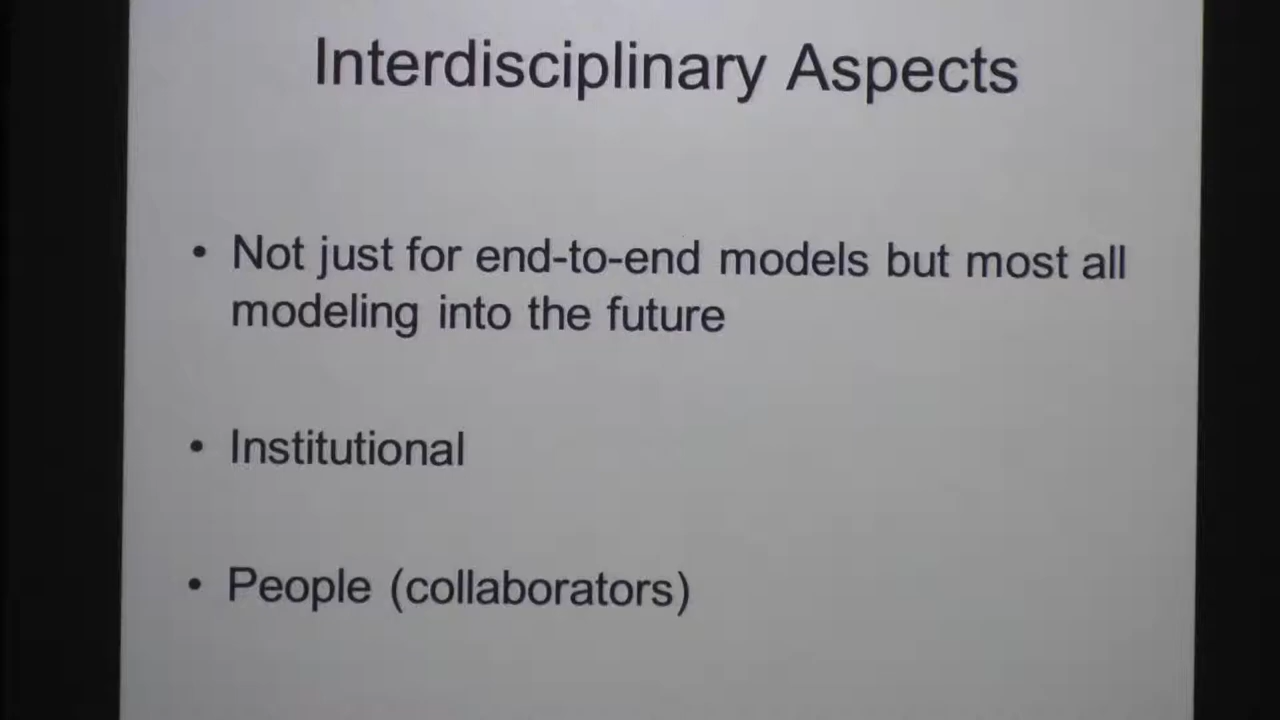 Interdisciplinary Aspects
• Not just for end-to-end models but most all
modeling into the future
• Institutional
• People (collaborators)